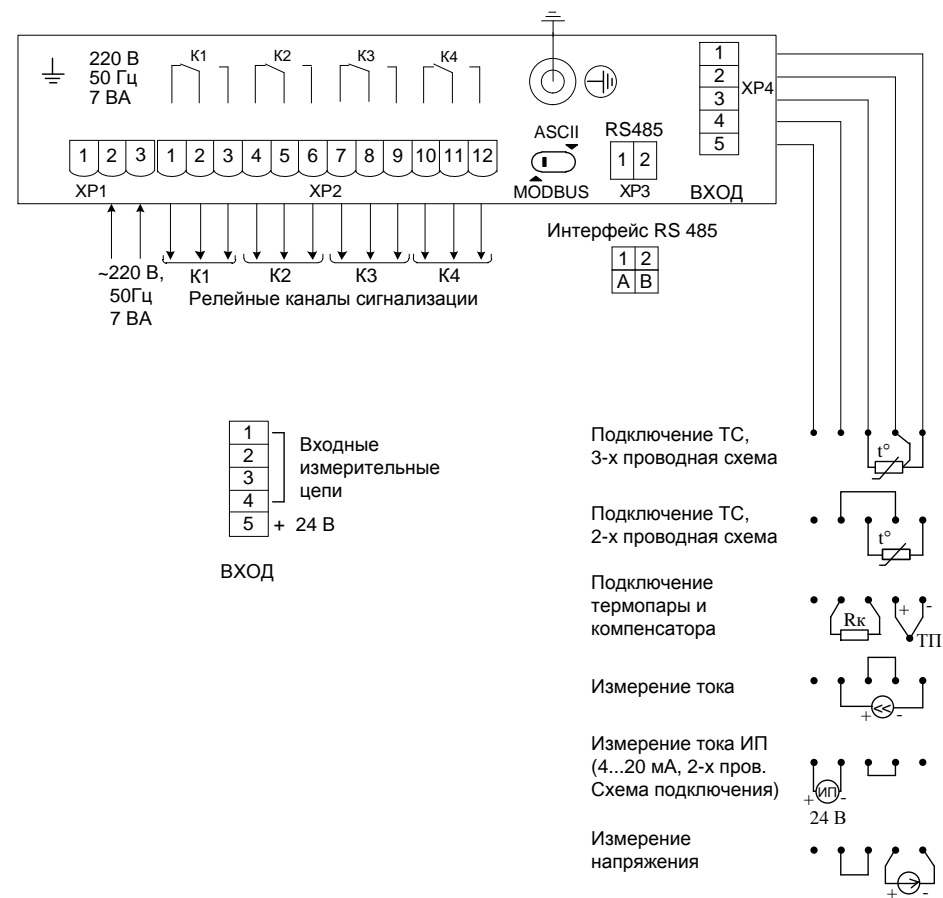 220 В
50 Гц
7 ВА
К1
К2
К3
К4
1
2
3
4
5
XP4
ВХОД
ASCII
MODBUS
RS485
1 2
XP3
1 2 3 1 2 3 4 5 6 7 8 9 10 11 12
XP1
XP2
~220 В,
50Гц
7 ВА
К1
К2
К3
К4
Релейные каналы сигнализации
Интерфейс RS 485
1 2
A B
1
2
3
4
5
Входные
измерительные
цепи
+ 24 В
ВХОД
Подключение ТС,
3-х проводная схема
t°
Подключение ТС,
2-х проводная схема
t°
Подключение
термопары и
компенсатора
Rк
+ -
ТП
Измерение тока
+ -
Измерение тока ИП
(4...20 мА, 2-х пров.
Схема подключения)
+ ИП -
24 В
Измерение
напряжения
+ -